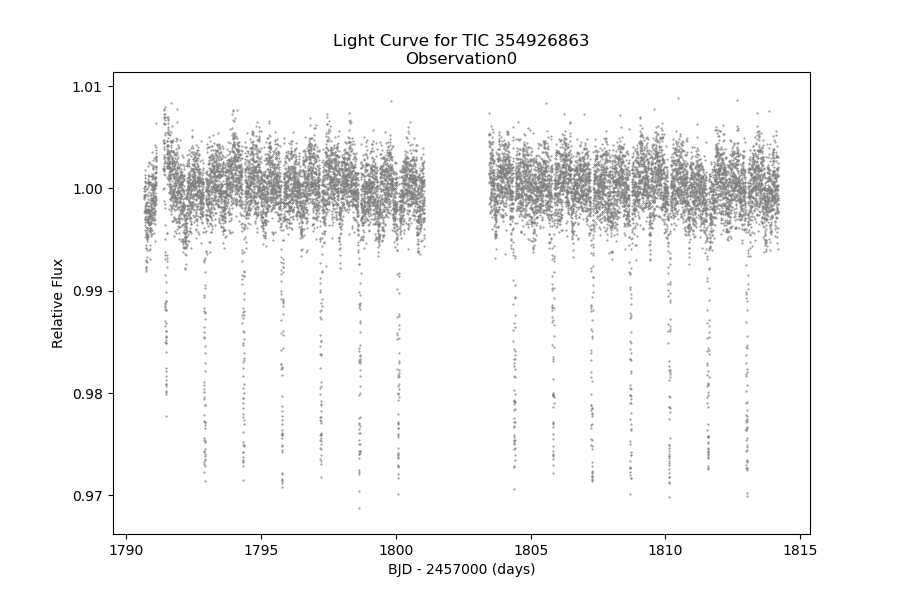 Light Curve for TIC 354926863
Observation0
1.01
1.00
0.99
0.98
0.97
Relative Flux
1790
1795
1800
1805
1810
1815
BJD - 2457000 (days)